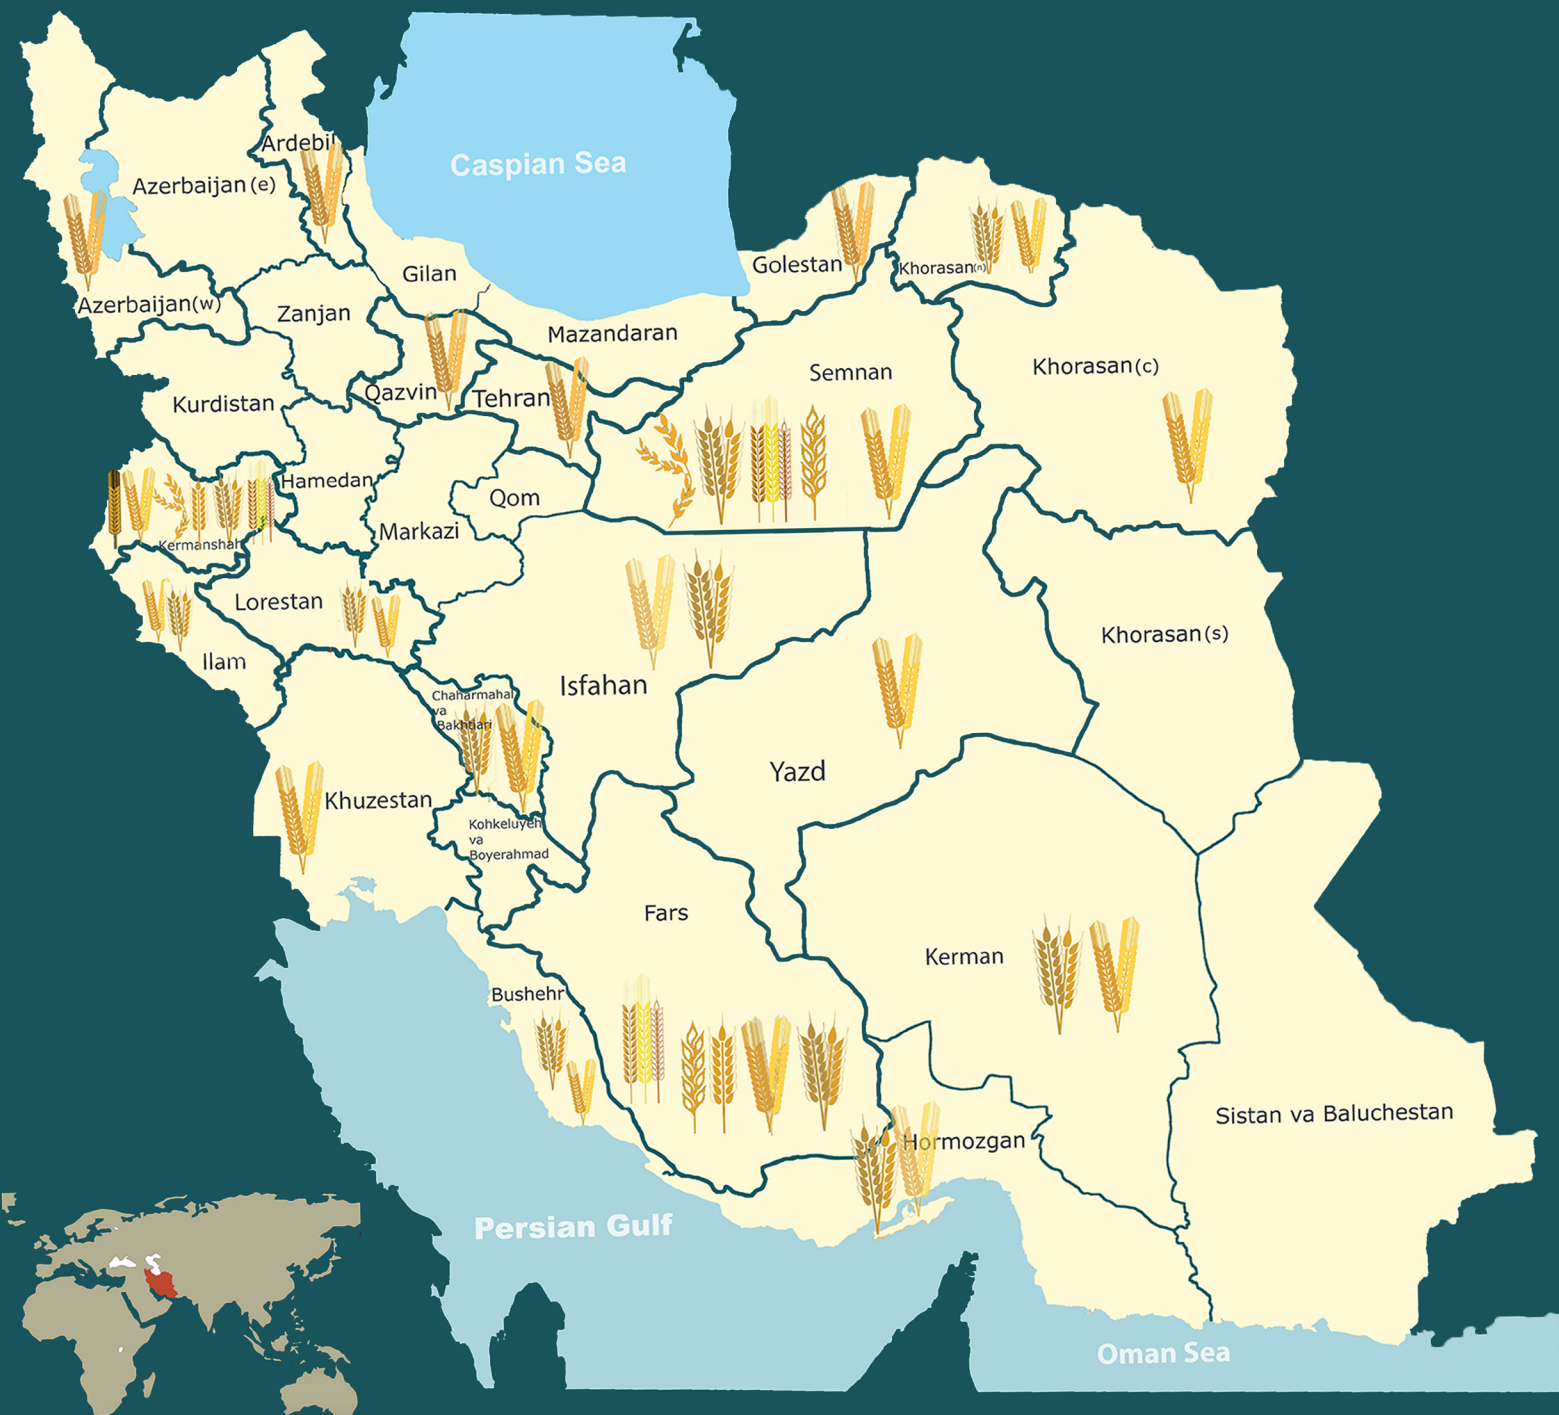 Caspian Sea
Ardebil
Azerbaijan (e)
Gilan
Golestan
Khorasan(n)
Azerbaijan(w)
Zanjan
Mazandaran
Khorasan(c)
Semnan
Qazvin
Tehran
Kurdistan
Hamedan
Qom
Markazi
Kermanshah
Lorestan
Khorasan(s)
Ilam
Isfahan
Chaharmahal
va
Bakhtiari
Yazd
Khuzestan
Kohkeluyeh
va
Boyerahmad
Fars
Kerman
Bushehr
Sistan va Baluchestan
Hormozgan
Persian Gulf
Oman Sea